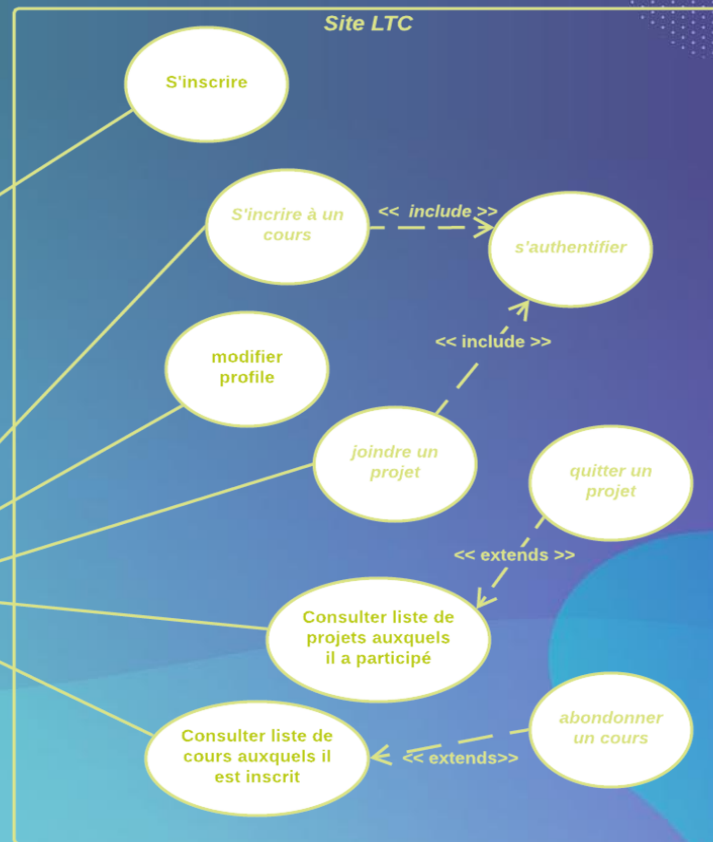 Site LTC
S'inscrire
S'incrire à un
cours
<< include >>
s'authentifier
<< include >>
modifier
profile
joindre un
projet
quitter un
projet
<< extends >>
Consulter liste de
projets auxquels
il a participé
abondonner
un cours
Consulter liste de
cours auxquels il
est inscrit
<< extends>>